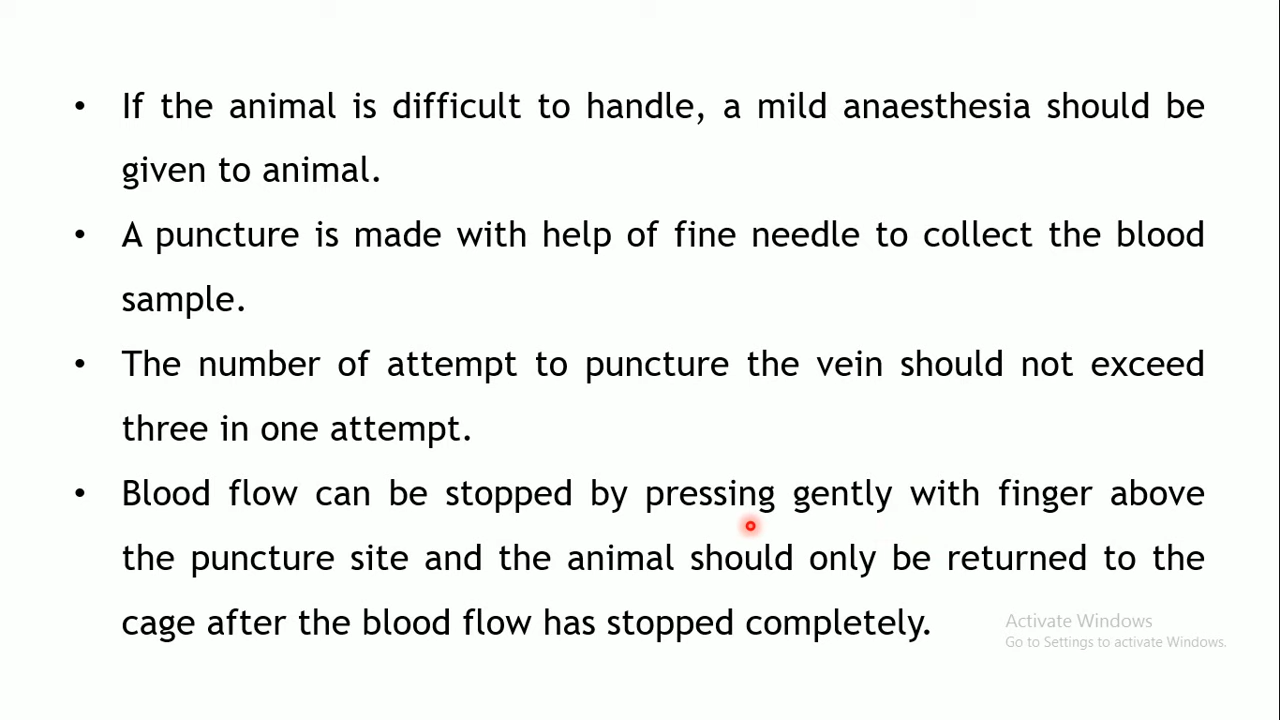 • If the animal is difficult to handle, a mild anaesthesia should be
given to animal.
• A puncture is made with help of fine needle to collect the blood
sample.
• The number of attempt to puncture the vein should not exceed
three in one attempt.
• Blood flow can be stopped by pressing gently with finger above
the puncture site and the animal should only be returned to the
cage after the blood flow has stopped completely.
Activate Windows
Go to Settings to activate Windows.